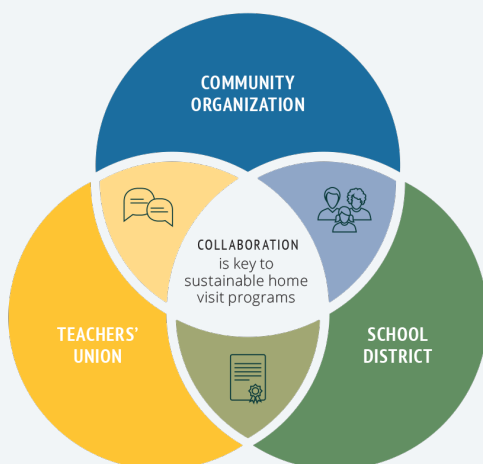 COMMUNITY
ORGANIZATION
COLLABORATION
is key to
sustainable home
visit programs
TEACHERS’
UNION
SCHOOL
DISTRICT